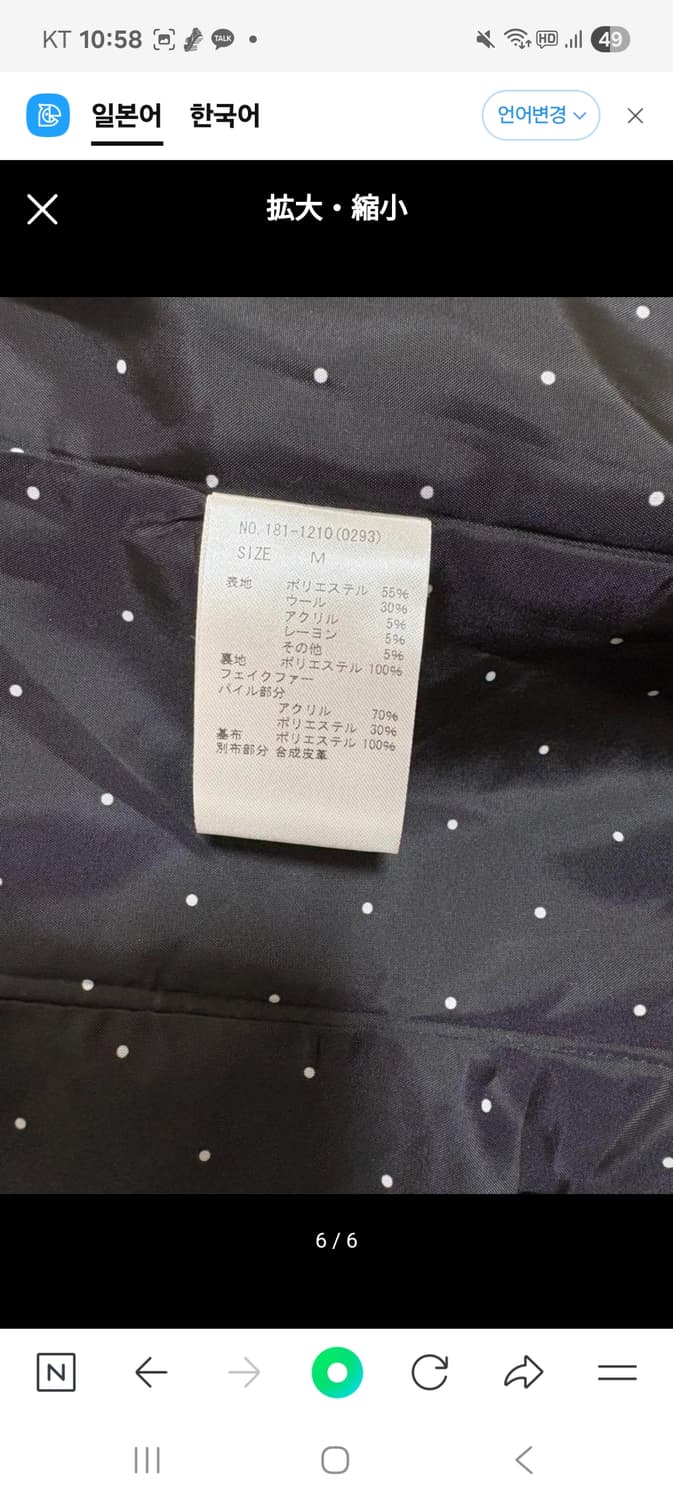 KT 10:58 TALK HD 49
일본어 한국어 언어변경
拡大・縮小
NO. 181-1210(0293)
SIZE M
表地 ポリエステル 55%
ウール 30%
アクリル 5%
レーヨン 5%
その他 5%
裏地 ポリエステル 100%
フェイクファー
パイル部分
アクリル 70%
ポリエステル 30%
基布 ポリエステル 100%
別布部分 合成皮革
6 / 6
N